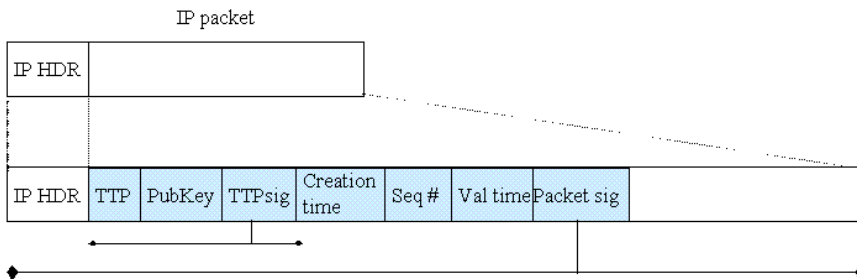 IP packet
IP HDR
IP HDR TTP PubKey TTPsig Creation time Seq # Val time Packet sig